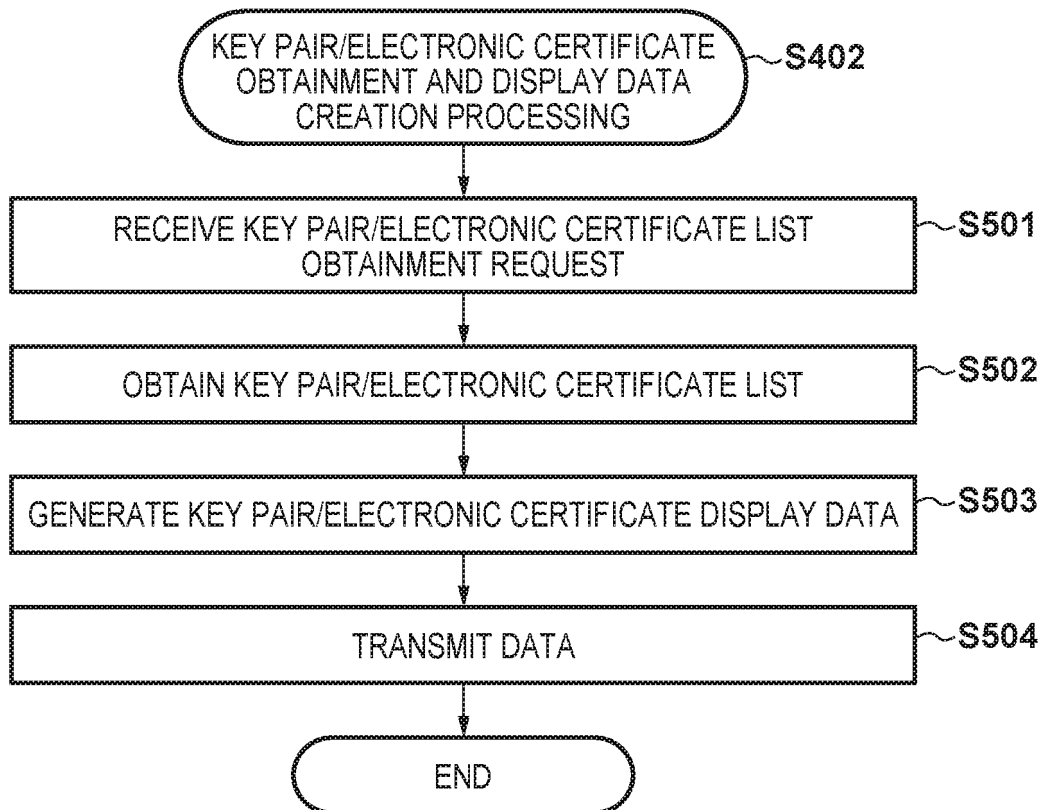 KEY PAIR/ELECTRONIC CERTIFICATE
OBTAINMENT AND DISPLAY DATA
CREATION PROCESSING
S402
RECEIVE KEY PAIR/ELECTRONIC CERTIFICATE LIST
OBTAINMENT REQUEST
S501
OBTAIN KEY PAIR/ELECTRONIC CERTIFICATE LIST
S502
GENERATE KEY PAIR/ELECTRONIC CERTIFICATE DISPLAY DATA
S503
TRANSMIT DATA
S504
END